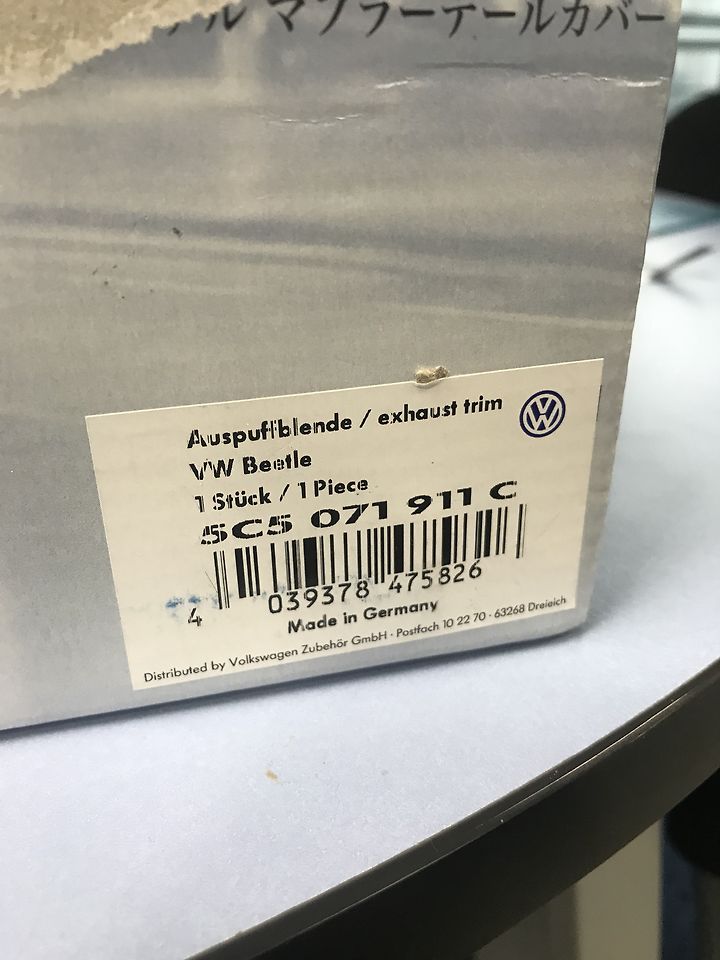 ル マフラーテールカバー
Auspuffblende / exhaust trim
VW Beetle
1 Stück / 1 Piece
5C5 071 911 C
4 039378 475826
Made in Germany
Distributed by Volkswagen Zubehör GmbH · Postfach 10 22 70 · 63268 Dreieich